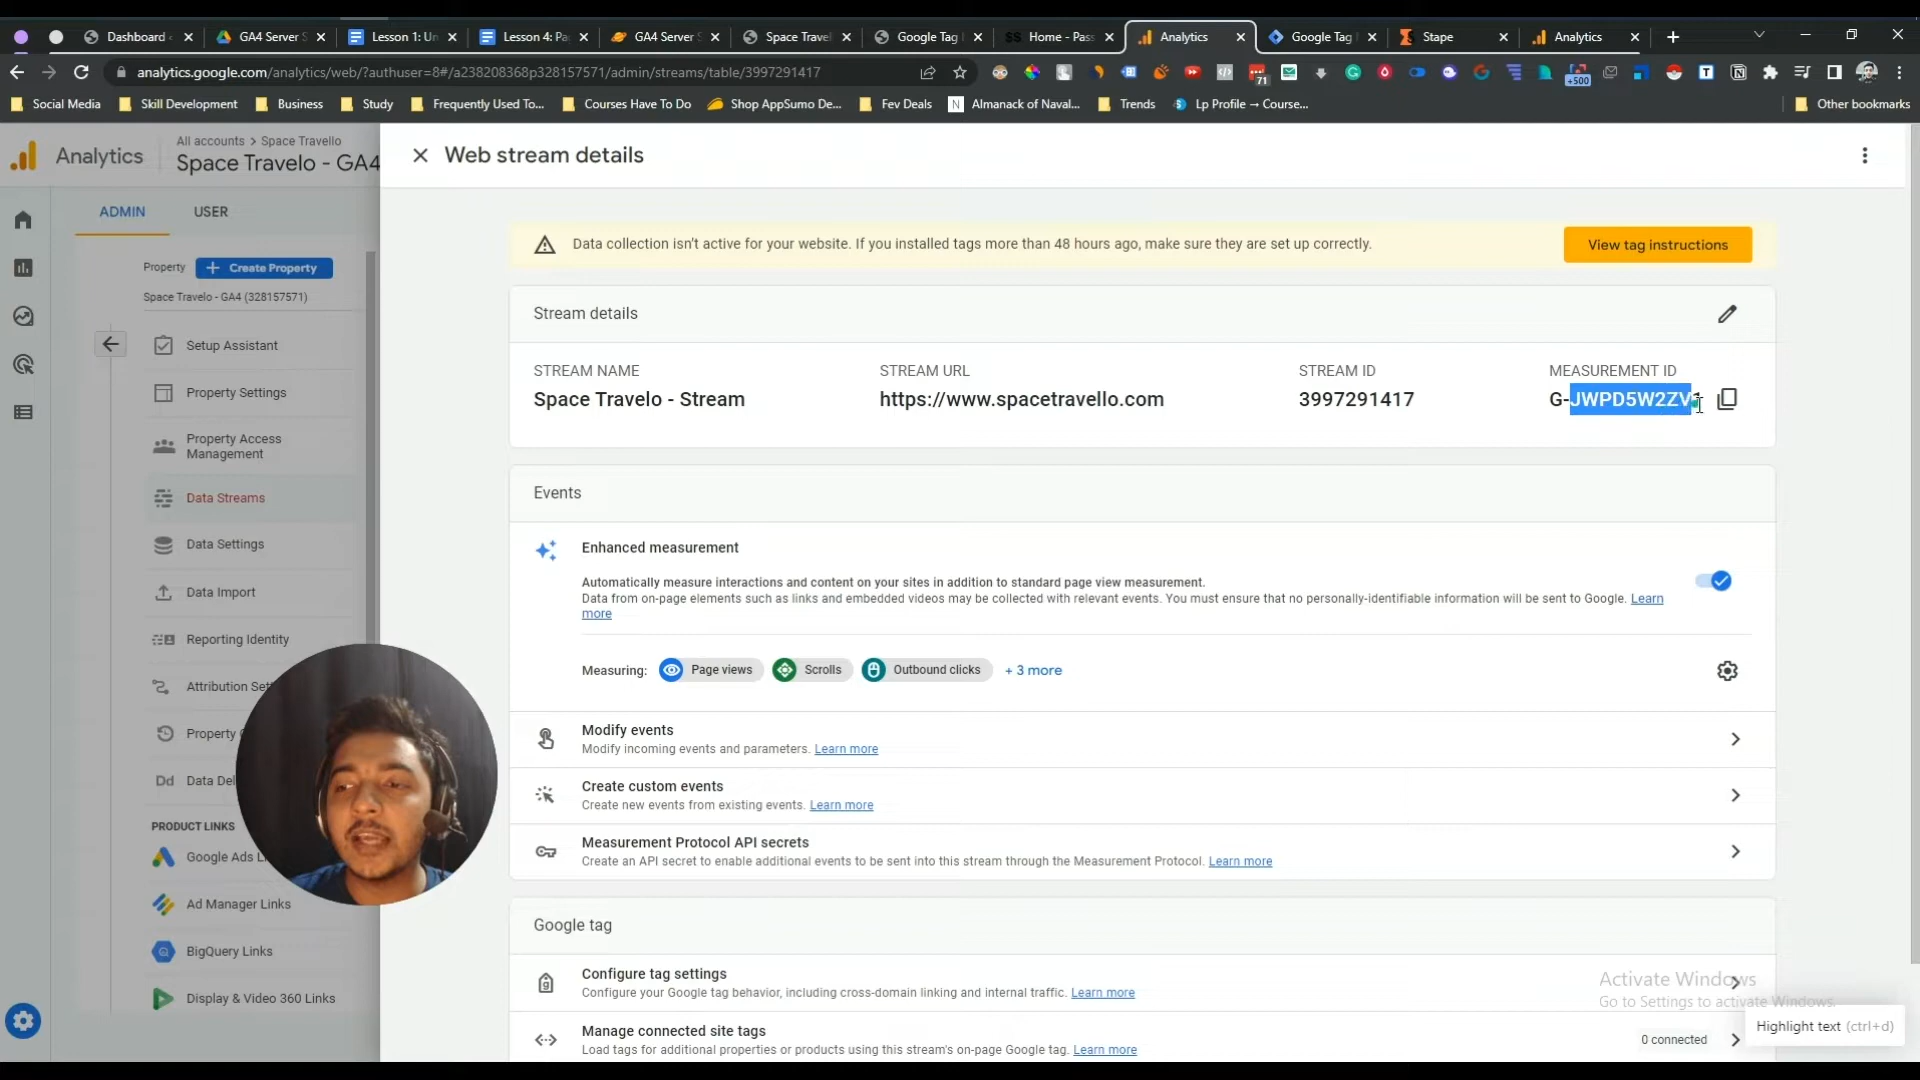 Dashboard
GA4 Server S
Lesson 1: Un
Lesson 4: Pa
GA4 Server S
Space Travel
Google Tag
Home - Pass
Analytics
Google Tag
Stape
Analytics
analytics.google.com/analytics/web/?authuser=8#/a238208368p328157571/admin/streams/table/3997291417
71
+500
Social Media
Skill Development
Business
Study
Frequently Used To...
Courses Have To Do
Shop AppSumo De...
Fev Deals
Almanack of Naval...
Trends
Lp Profile → Course...
Other bookmarks
Analytics
All accounts > Space Travello
Space Travelo - GA4
Web stream details
ADMIN
USER
Property
Create Property
Space Travelo - GA4 (328157571)
Setup Assistant
Property Settings
Property Access
Management
Data Streams
Data Settings
Data Import
Reporting Identity
Attribution Set
Property
Data Del
PRODUCT LINKS
Google Ads L
Ad Manager Links
BigQuery Links
Display & Video 360 Links
Data collection isn't active for your website. If you installed tags more than 48 hours ago, make sure they are set up correctly.
View tag instructions
Stream details
STREAM NAME
Space Travelo - Stream
STREAM URL
https://www.spacetravello.com
STREAM ID
3997291417
MEASUREMENT ID
G-JWPD5W2ZV
Events
Enhanced measurement
Automatically measure interactions and content on your sites in addition to standard page view measurement.
Data from on-page elements such as links and embedded videos may be collected with relevant events. You must ensure that no personally-identifiable information will be sent to Google. Learn
more
Measuring:
Page views
Scrolls
Outbound clicks
+ 3 more
Modify events
Modify incoming events and parameters. Learn more
Create custom events
Create new events from existing events. Learn more
Measurement Protocol API secrets
Create an API secret to enable additional events to be sent into this stream through the Measurement Protocol. Learn more
Google tag
Configure tag settings
Configure your Google tag behavior, including cross-domain linking and internal traffic. Learn more
Manage connected site tags
Load tags for additional properties or products using this stream's on-page Google tag. Learn more
0 connected
Activate Windows
Go to Settings to activate Windows.
Highlight text (ctrl+d)